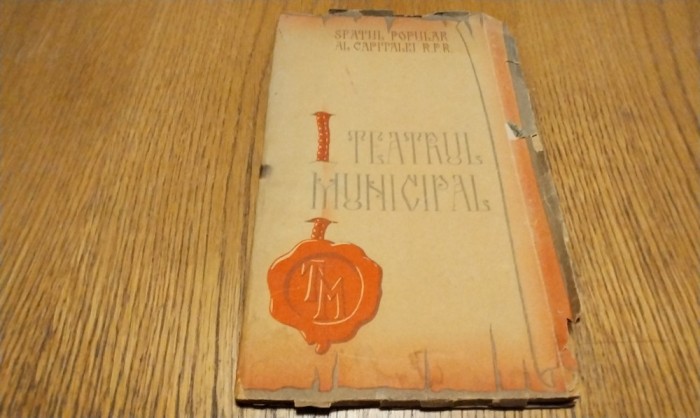 SFATUL POPULAR
AL CAPITALEI R.P.R.
TEATRUL
MUNICIPAL
TM